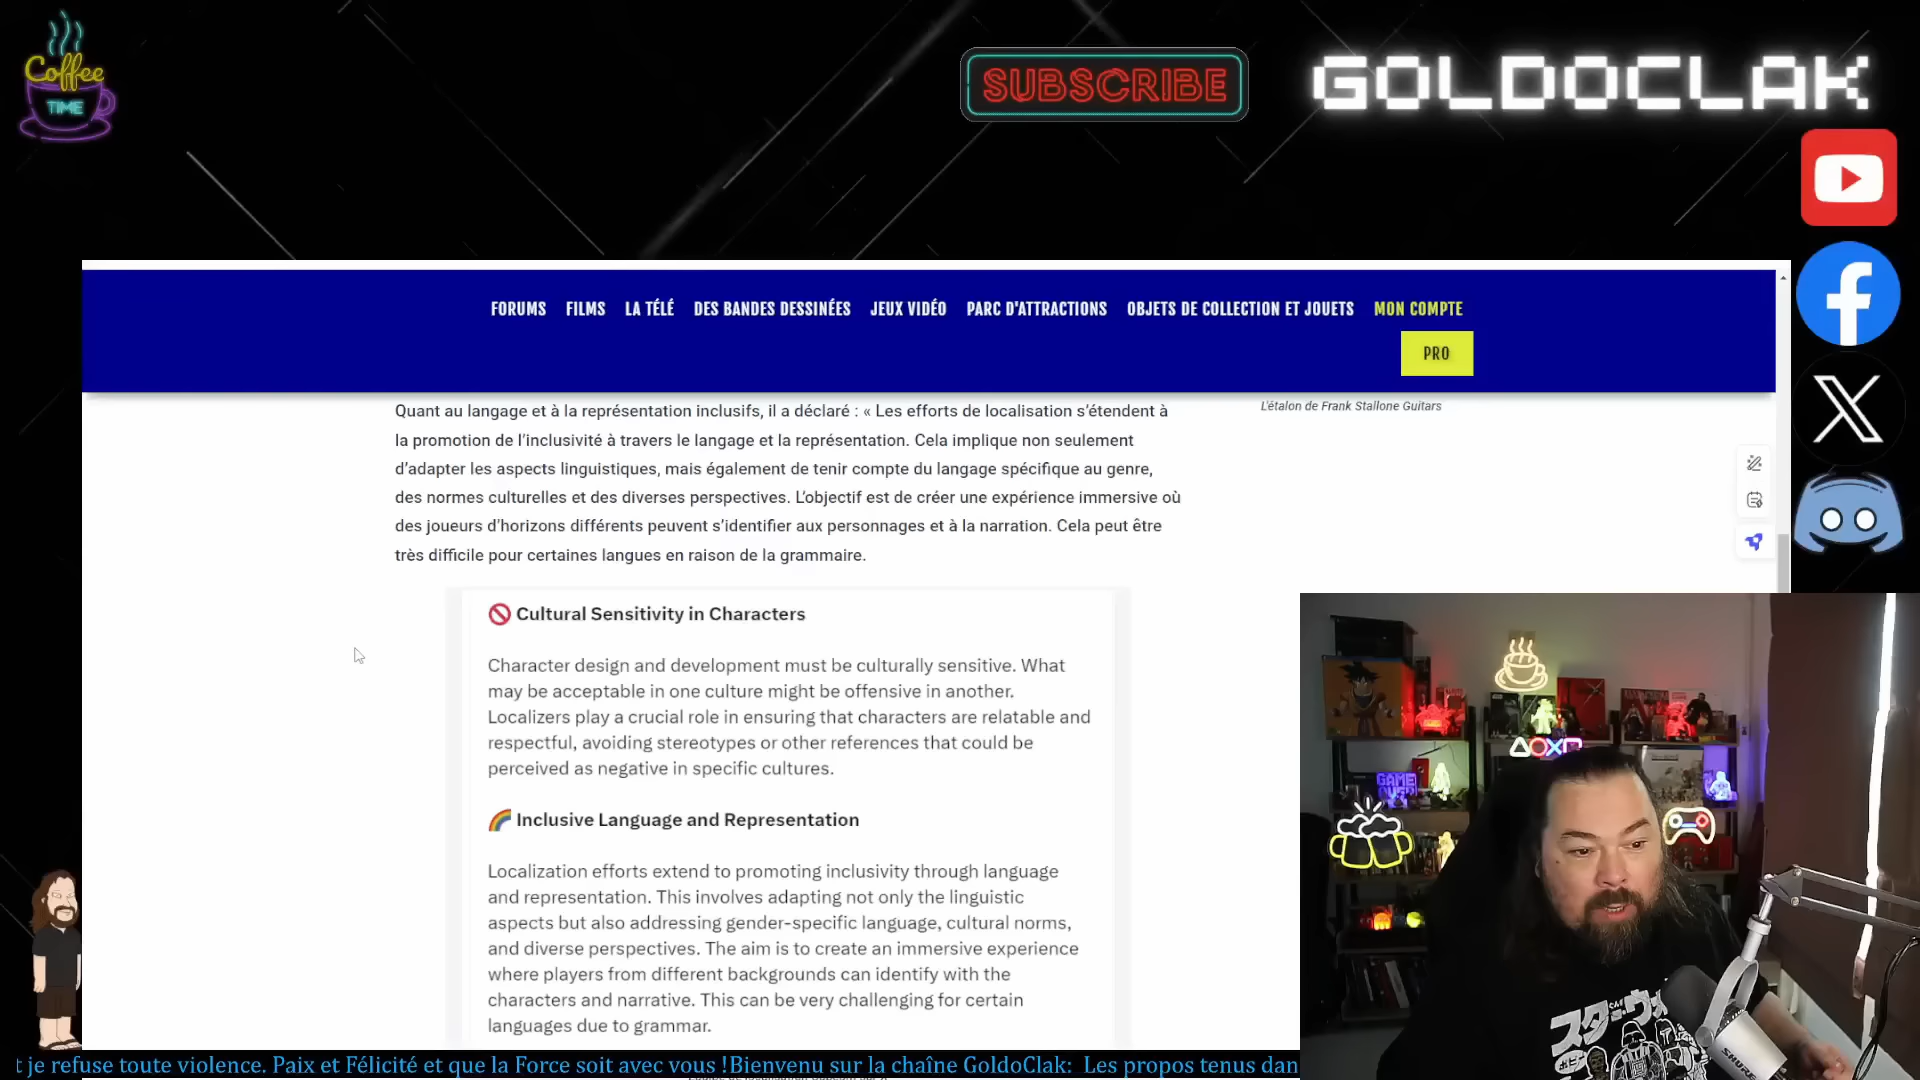 Coffee
TIME
SUBSCRIBE
GOLDOCLAK
FORUMS FILMS LA TÉLÉ DES BANDES DESSINÉES JEUX VIDÉO PARC D'ATTRACTIONS OBJETS DE COLLECTION ET JOUETS MON COMPTE
PRO
Quant au langage et à la représentation inclusifs, il a déclaré : « Les efforts de localisation s’étendent à
la promotion de l’inclusivité à travers le langage et la représentation. Cela implique non seulement
d’adapter les aspects linguistiques, mais également de tenir compte du langage spécifique au genre,
des normes culturelles et des diverses perspectives. L’objectif est de créer une expérience immersive où
des joueurs d’horizons différents peuvent s’identifier aux personnages et à la narration. Cela peut être
très difficile pour certaines langues en raison de la grammaire.
L'étalon de Frank Stallone Guitars
Cultural Sensitivity in Characters
Character design and development must be culturally sensitive. What
may be acceptable in one culture might be offensive in another.
Localizers play a crucial role in ensuring that characters are relatable and
respectful, avoiding stereotypes or other references that could be
perceived as negative in specific cultures.
Inclusive Language and Representation
Localization efforts extend to promoting inclusivity through language
and representation. This involves adapting not only the linguistic
aspects but also addressing gender-specific language, cultural norms,
and diverse perspectives. The aim is to create an immersive experience
where players from different backgrounds can identify with the
characters and narrative. This can be very challenging for certain
languages due to grammar.
GAME
OVER
スター・ウォ
SHURE
t je refuse toute violence. Paix et Félicité et que la Force soit avec vous !Bienvenu sur la chaîne GoldoClak: Les propos tenus dan